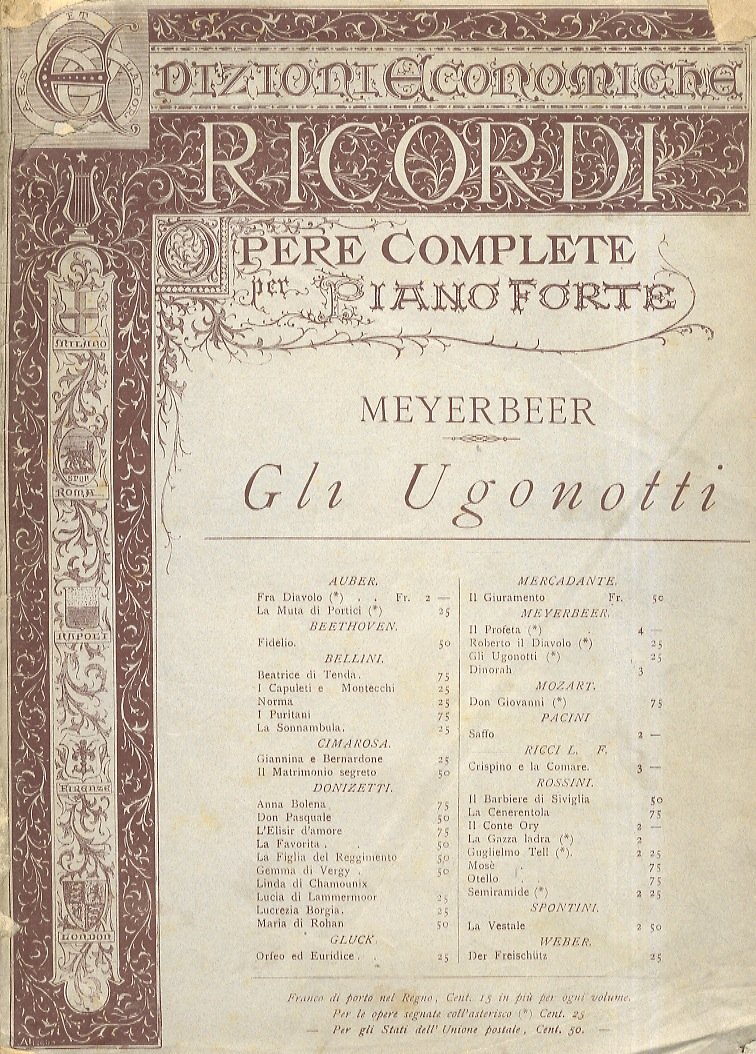 ARS ET LABOR
EDIZIONI ECONOMICHE
RICORDI
OPERE COMPLETE
per PIANOFORTE
MILANO
SPQR
ROMA
NAPOLI
FIRENZE
LONDON
MEYERBEER
Gli Ugonotti
AUBER.
Fra Diavolo (*) . . Fr. 2 —
La Muta di Portici (*) 25
BEETHOVEN.
Fidelio. 50
BELLINI.
Beatrice di Tenda. 75
I Capuleti e Montecchi 25
Norma 25
I Puritani 75
La Sonnambula. 25
CIMAROSA.
Giannina e Bernardone 25
Il Matrimonio segreto 50
DONIZETTI.
Anna Bolena 75
Don Pasquale 50
L'Elisir d'amore 75
La Favorita . . 50
La Figlia del Reggimento 50
Gemma di Vergy . 50
Linda di Chamounix
Lucia di Lammermoor 25
Lucrezia Borgia. 25
Maria di Rohan 50
GLUCK.
Orfeo ed Euridice . . 25
MERCADANTE.
Il Giuramento Fr. 50
MEYERBEER.
Il Profeta (*) . 4 —
Roberto il Diavolo (*) 25
Gli Ugonotti (*) 25
Dinorah 3
MOZART.
Don Giovanni (*) 75
PACINI
Saffo 2 —
RICCI L. F.
Crispino e la Comare. 3 —
ROSSINI.
Il Barbiere di Siviglia 50
La Cenerentola 75
Il Conte Ory 2 —
La Gazza ladra (*) 2
Guglielmo Tell (*). 2 25
Mosè . 75
Otello . 75
Semiramide (*) 2 25
SPONTINI.
La Vestale 2 50
WEBER.
Der Freischütz 25
Franco di porto nel Regno, Cent. 15 in più per ogni volume.
Per le opere segnate coll'asterisco (*) Cent. 25
— Per gli Stati dell'Unione postale, Cent. 50. —